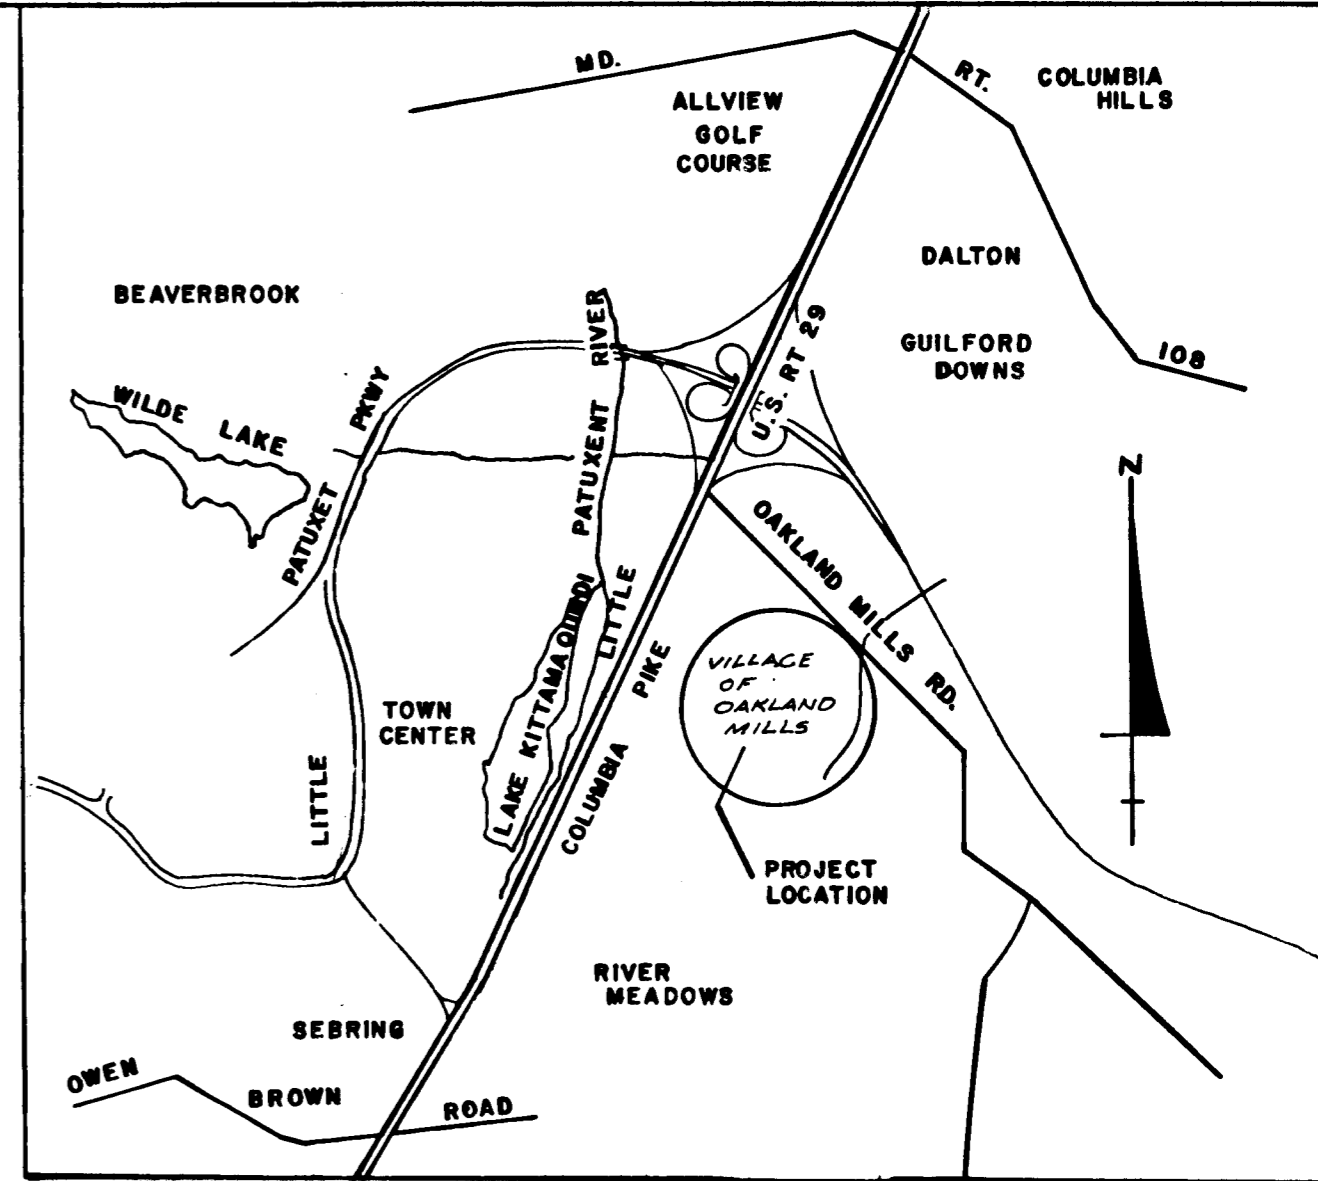 MD.
RT.
108
COLUMBIA
HILLS
ALLVIEW
GOLF
COURSE
DALTON
GUILFORD
DOWNS
BEAVERBROOK
WILDE LAKE
LITTLE PATUXET PKWY
LITTLE PATUXENT RIVER
U.S. RT 29
COLUMBIA PIKE
OAKLAND MILLS RD.
N
LAKE KITTAMAQUNDI
TOWN
CENTER
VILLAGE
OF
OAKLAND
MILLS
PROJECT
LOCATION
RIVER
MEADOWS
SEBRING
OWEN BROWN ROAD